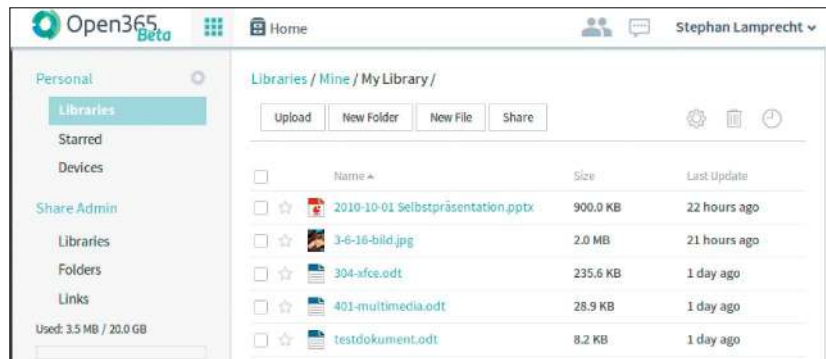 Open365 Beta
Home
Stephan Lamprecht
Personal
Libraries
Starred
Devices
Share Admin
Libraries
Folders
Links
Used: 3.5 MB / 20.0 GB
Libraries / Mine / My Library /
Upload New Folder New File Share
Name Size Last Update
2010-10-01 Selbstpräsentation.pptx 900.0 KB 22 hours ago
3-6-16-bild.jpg 2.0 MB 21 hours ago
304-xfce.odt 235.6 KB 1 day ago
401-multimedia.odt 28.9 KB 1 day ago
testdokument.odt 8.2 KB 1 day ago